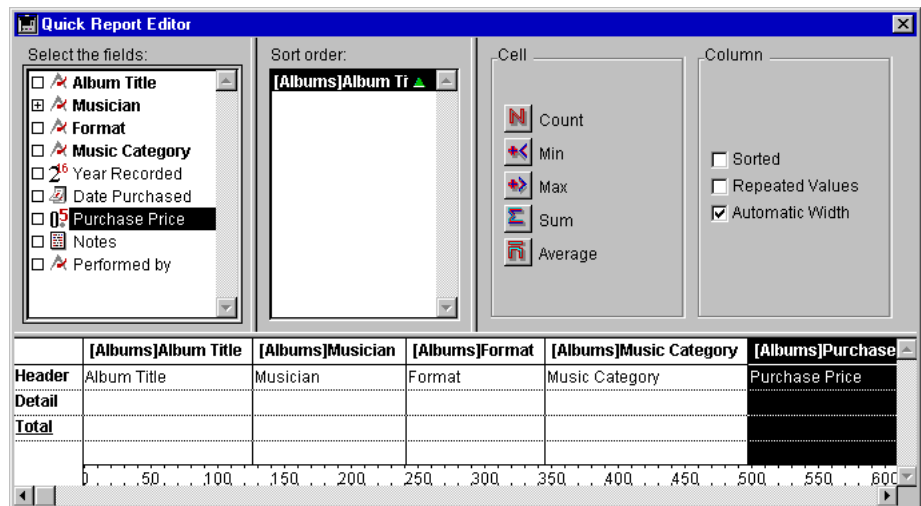 Quick Report Editor
Select the fields:
Album Title
Musician
Format
Music Category
Year Recorded
Date Purchased
Purchase Price
Notes
Performed by
Sort order:
[Albums]Album Ti
Cell
Count
Min
Max
Sum
Average
Column
Sorted
Repeated Values
Automatic Width
[Albums]Album Title [Albums]Musician [Albums]Format [Albums]Music Category [Albums]Purchase
Header Album Title Musician Format Music Category Purchase Price
Detail
Total
0 50 100 150 200 250 300 350 400 450 500 550 600